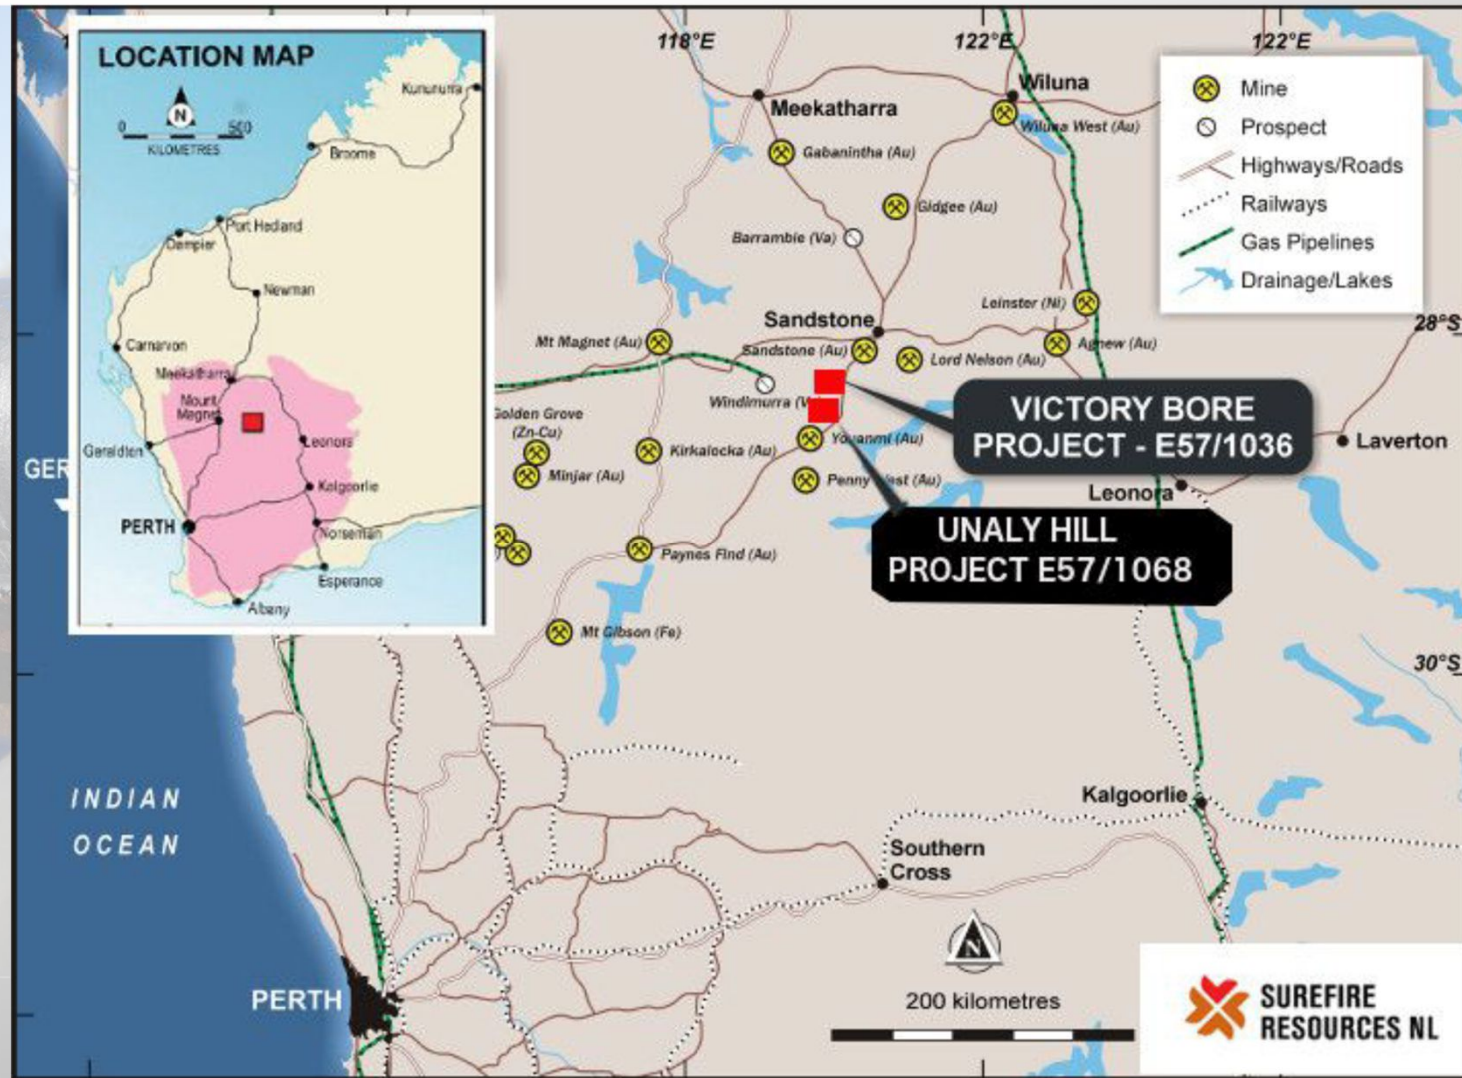 LOCATION MAP
N
0 500
KILOMETRES
Kununurra
Broome
Port Hedland
Dampier
Newman
Carnarvon
Meekatharra
Mount
Magnet
Geraldton
Leonora
Kalgoorlie
PERTH
Norseman
Esperance
Albany
118°E
122°E
122°E
Mine
Prospect
Highways/Roads
Railways
Gas Pipelines
Drainage/Lakes
Wiluna
Meekatharra
Wiluna West (Au)
Gabanintha (Au)
Gidgee (Au)
Barrambie (Va)
Leinster (Ni)
Sandstone
28°S
Mt Magnet (Au)
Sandstone (Au)
Lord Nelson (Au)
Agnew (Au)
Windimurra
VICTORY BORE
PROJECT - E57/1036
Golden Grove
(Zn-Cu)
Youanmi (Au)
Laverton
Kirkalocka (Au)
GER
Minjar (Au)
Penny West (Au)
Leonora
UNALY HILL
PROJECT E57/1068
Paynes Find (Au)
Mt Gibson (Fe)
30°S
INDIAN
OCEAN
Kalgoorlie
Southern
Cross
N
PERTH
200 kilometres
SUREFIRE
RESOURCES NL